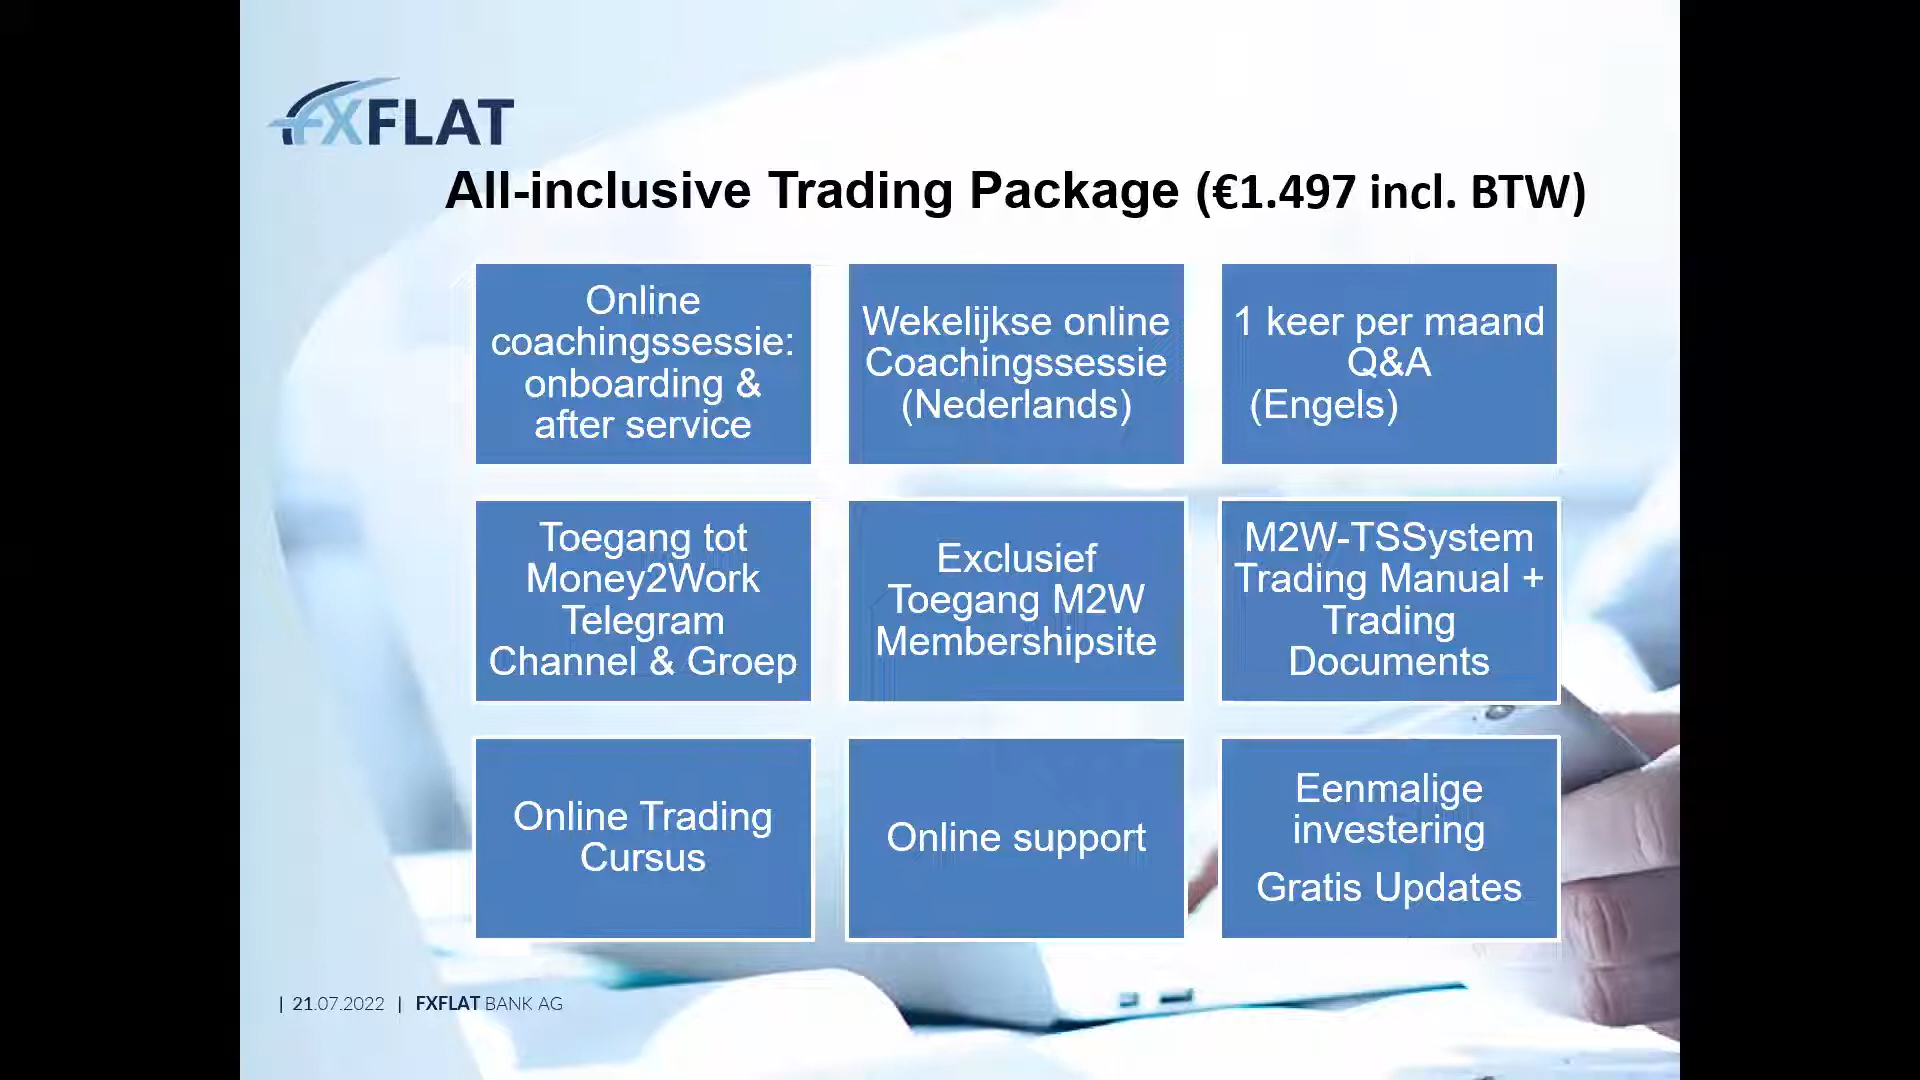 FXFLAT
All-inclusive Trading Package (€1.497 incl. BTW)
Online
coachingssessie:
onboarding &
after service
Wekelijkse online
Coachingssessie
(Nederlands)
1 keer per maand
Q&A
(Engels)
Toegang tot
Money2Work
Telegram
Channel & Groep
Exclusief
Toegang M2W
Membershipsite
M2W-TSSystem
Trading Manual +
Trading
Documents
Online Trading
Cursus
Online support
Eenmalige
investering
Gratis Updates
| 21.07.2022 | FXFLAT BANK AG